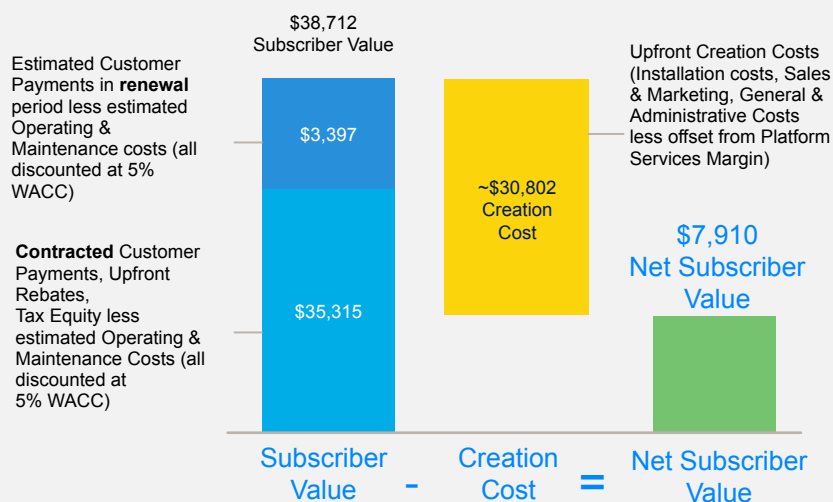 $38,712
Subscriber Value
Estimated Customer
Payments in renewal
period less estimated
Operating &
Maintenance costs (all
discounted at 5%
WACC)
$3,397
Upfront Creation Costs
(Installation costs, Sales
& Marketing, General &
Administrative Costs
less offset from Platform
Services Margin)
~$30,802
Creation
Cost
Contracted Customer
Payments, Upfront
Rebates,
Tax Equity less
estimated Operating &
Maintenance Costs (all
discounted at
5% WACC)
$35,315
$7,910
Net Subscriber
Value
Subscriber
Value
-
Creation
Cost
=
Net Subscriber
Value